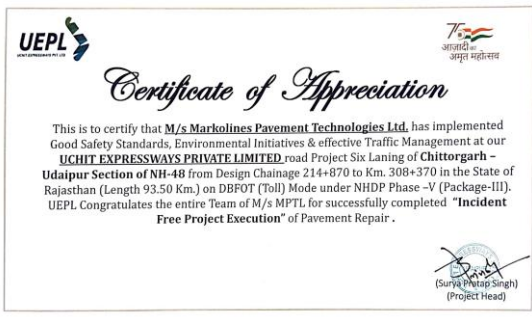 UEPL
UCHIT EXPRESSWAYS PVT. LTD.
75
आज़ादी का
अमृत महोत्सव
Certificate of Appreciation
This is to certify that M/s Markolines Pavement Technologies Ltd. has implemented
Good Safety Standards, Environmental Initiatives & effective Traffic Management at our
UCHIT EXPRESSWAYS PRIVATE LIMITED road Project Six Laning of Chittorgarh –
Udaipur Section of NH-48 from Design Chainage 214+870 to Km. 308+370 in the State of
Rajasthan (Length 93.50 Km.) on DBFOT (Toll) Mode under NHDP Phase –V (Package-III).
UEPL Congratulates the entire Team of M/s MPTL for successfully completed "Incident
Free Project Execution" of Pavement Repair .
(Surya Pratap Singh)
(Project Head)